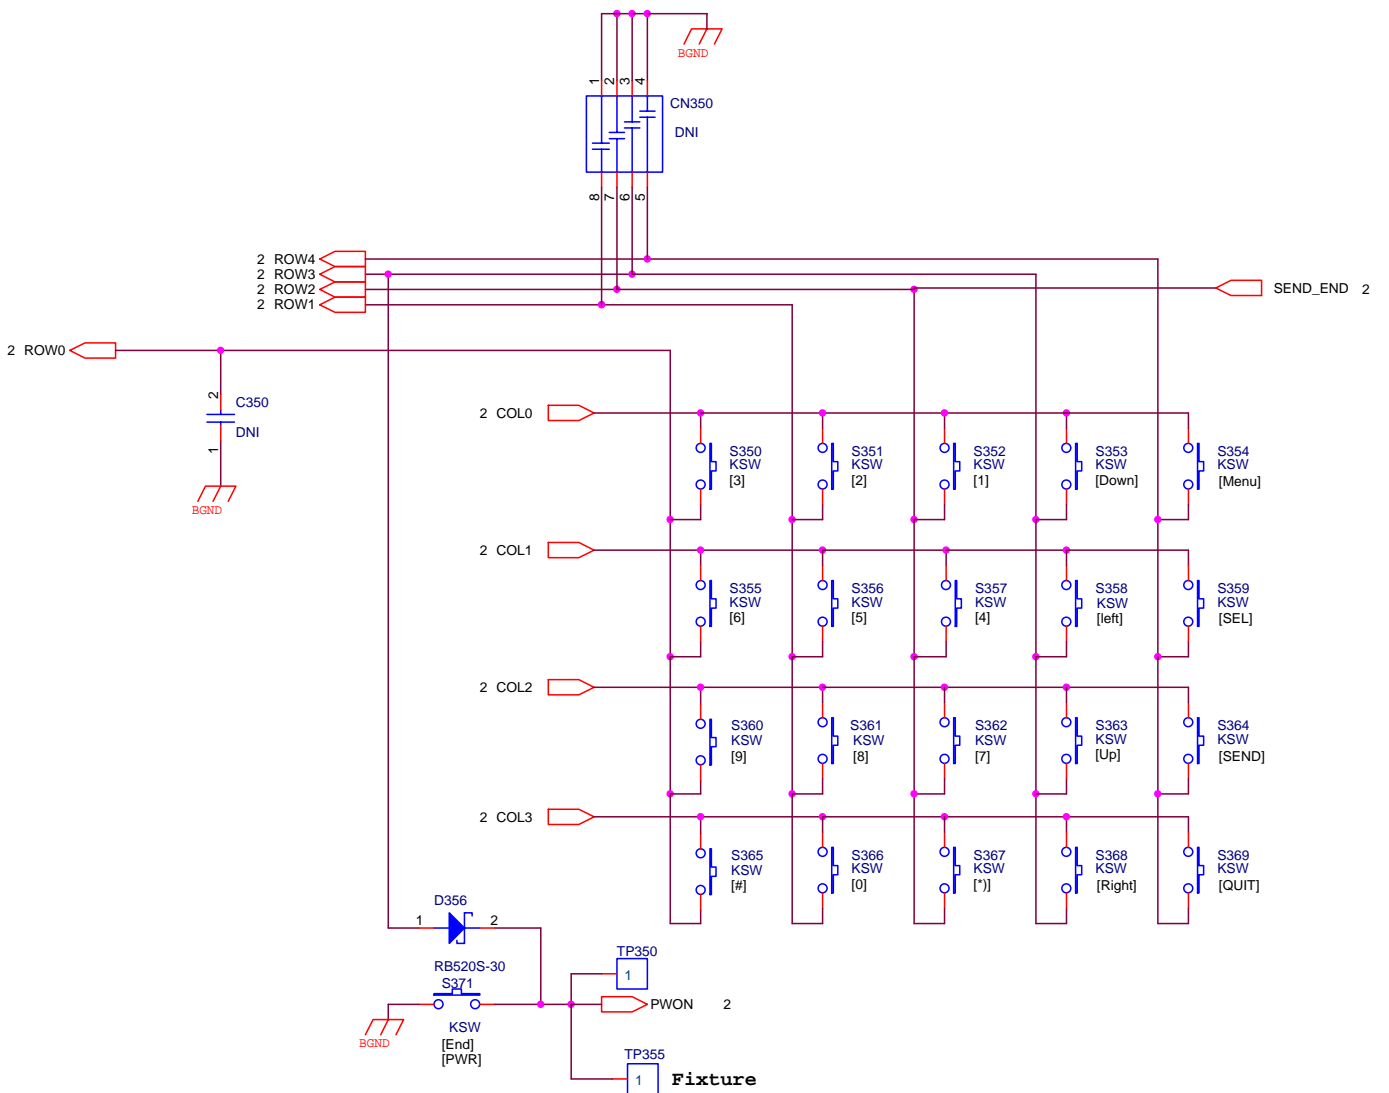 BGND
1 2 3 4
CN350
DNI
8 7 6 5
2 ROW4
2 ROW3
2 ROW2
2 ROW1
SEND_END 2
2 ROW0
2
C350
DNI
1
BGND
2 COL0
S350
KSW
[3]
S351
KSW
[2]
S352
KSW
[1]
S353
KSW
[Down]
S354
KSW
[Menu]
2 COL1
S355
KSW
[6]
S356
KSW
[5]
S357
KSW
[4]
S358
KSW
[left]
S359
KSW
[SEL]
2 COL2
S360
KSW
[9]
S361
KSW
[8]
S362
KSW
[7]
S363
KSW
[Up]
S364
KSW
[SEND]
2 COL3
S365
KSW
[#]
S366
KSW
[0]
S367
KSW
[*)]
S368
KSW
[Right]
S369
KSW
[QUIT]
D356
1 2
RB520S-30
S371
KSW
[End]
[PWR]
BGND
TP350
1
PWON 2
TP355
1 Fixture